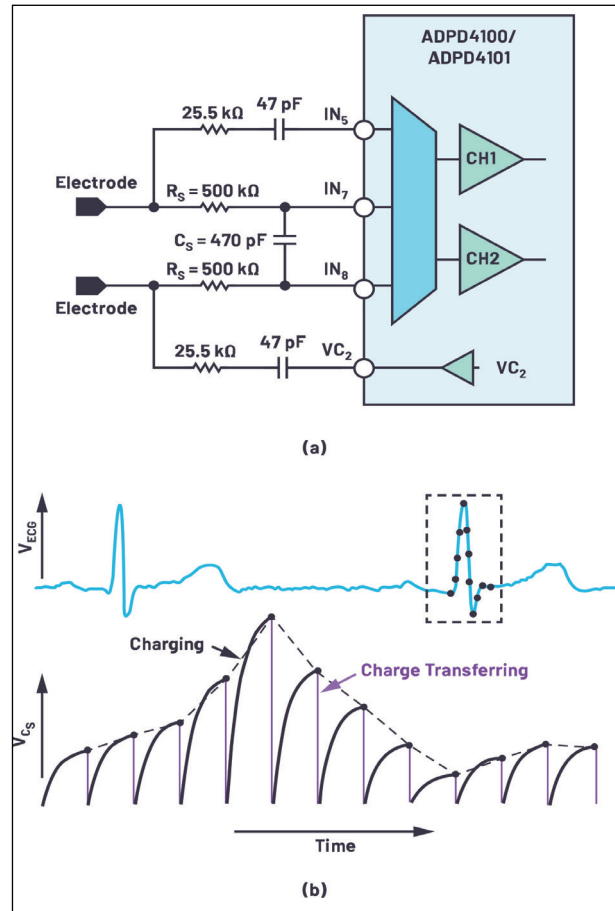 ADPD4100/
ADPD4101
47 pF
25.5 kΩ
IN5
CH1
Electrode
RS = 500 kΩ
IN7
CS = 470 pF
RS = 500 kΩ
IN8
CH2
Electrode
25.5 kΩ
47 pF
VC2
VC2
(a)
VECG
Charging
Charge Transferring
VCS
Time
(b)